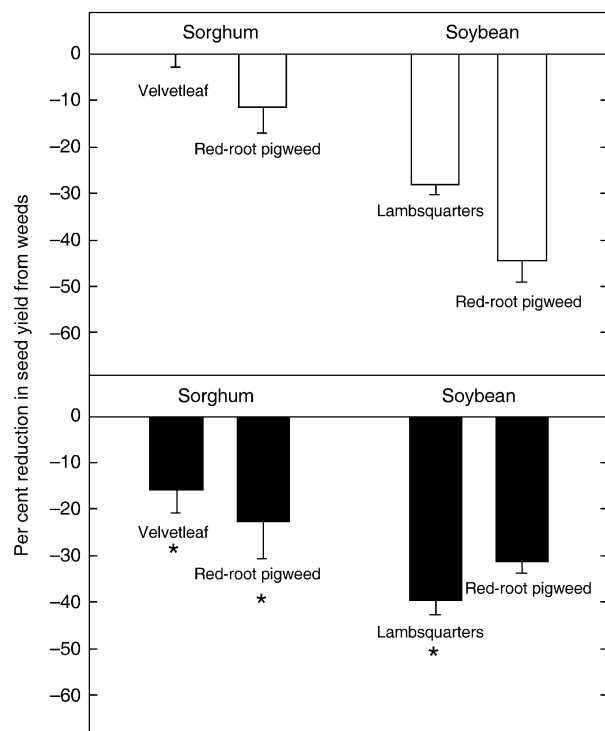 Per cent reduction in seed yield from weeds
Sorghum
Soybean
0
–10
–20
–30
–40
–50
–60
Velvetleaf
Red-root pigweed
Lambsquarters
Red-root pigweed
Sorghum
Soybean
0
–10
–20
–30
–40
–50
–60
Velvetleaf
*
Red-root pigweed
*
Lambsquarters
*
Red-root pigweed